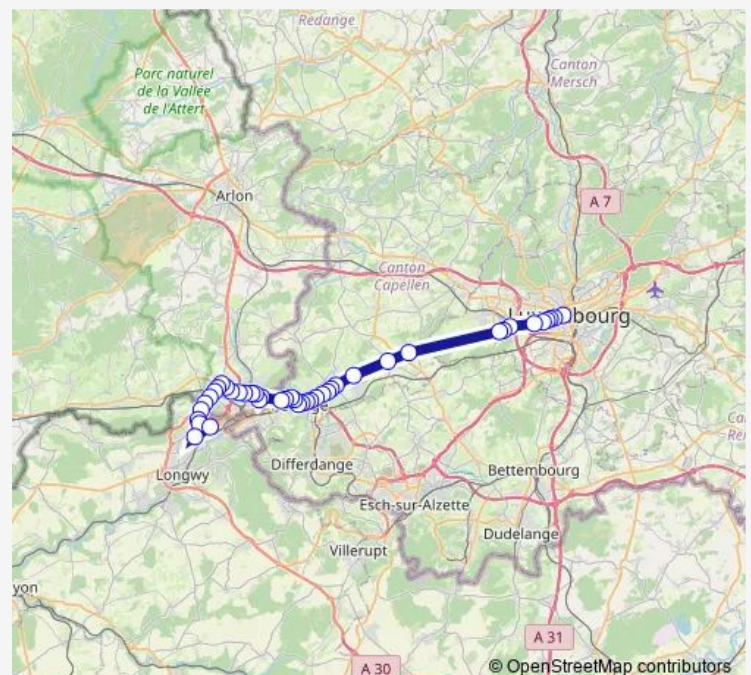 Redange
Canton
Mersch
Parc naturel
de la Vallée
de l'Attert
Arlon
A 7
Canton
Capellen
bourg
Longwy
Differdange
Bettembourg
Esch-sur-Alzette
Villerupt
Dudelange
yon
A 31
A 30
© OpenStreetMap contributors